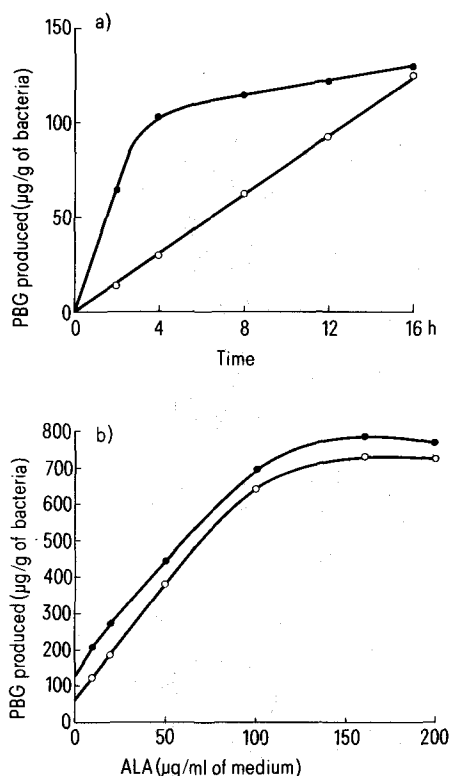 a)
PBG produced (µg/g of bacteria)
150
100
50
0
0 4 8 12 16 h
Time
b)
PBG produced (µg/g of bacteria)
800
700
600
500
400
300
200
100
0
0 50 100 150 200
ALA (µg/ml of medium)